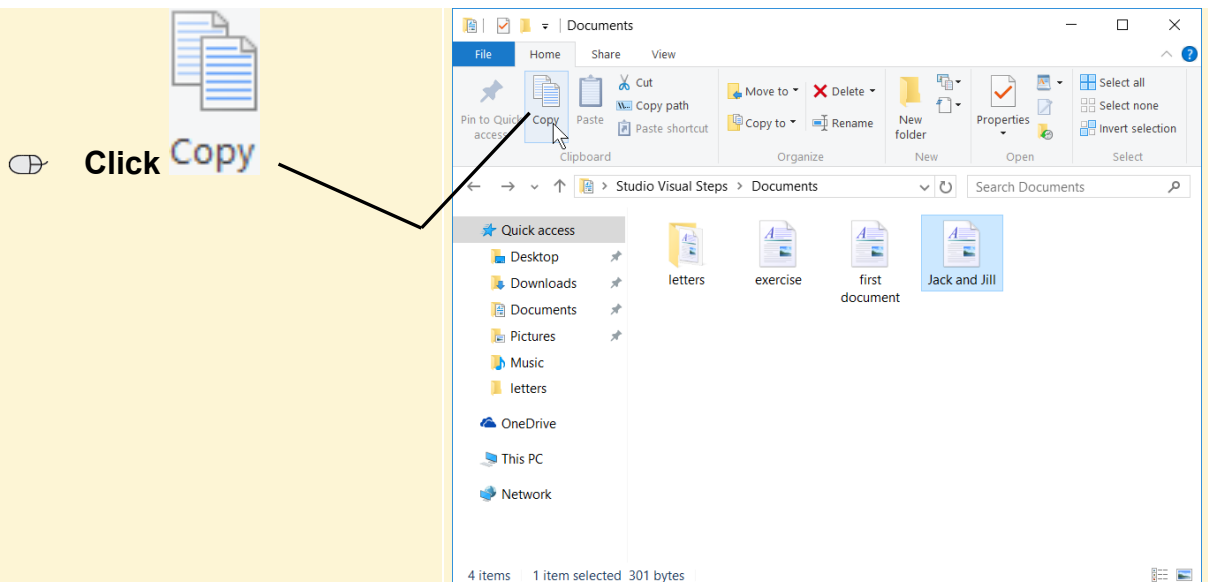 Click Copy
Documents
File Home Share View
Pin to Quick access
Copy
Paste
Cut
Copy path
Paste shortcut
Clipboard
Move to
Copy to
Delete
Rename
Organize
New folder
New
Properties
Open
Select all
Select none
Invert selection
Select
Studio Visual Steps > Documents
Search Documents
Quick access
Desktop
Downloads
Documents
Pictures
Music
letters
OneDrive
This PC
Network
letters
exercise
first document
Jack and Jill
4 items 1 item selected 301 bytes